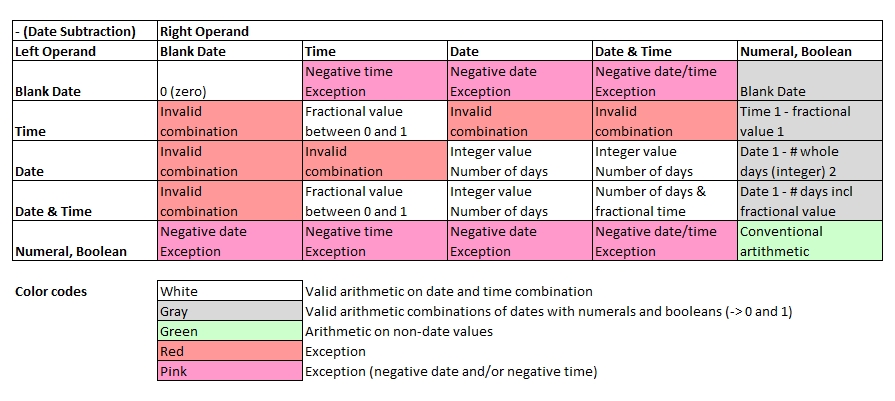 - (Date Subtraction) Right Operand
Left Operand Blank Date Time Date Date & Time Numeral, Boolean
Negative time Negative date Negative date/time
Blank Date 0 (zero) Exception Exception Exception Blank Date
Invalid Fractional value Invalid Invalid Time 1 - fractional
Time combination between 0 and 1 combination combination value 1
Invalid Invalid Integer value Integer value Date 1 - # whole
Date combination combination Number of days Number of days days (integer) 2
Invalid Fractional value Integer value Number of days & Date 1 - # days incl
Date & Time combination between 0 and 1 Number of days fractional time fractional value
Negative date Negative time Negative date Negative date/time Conventional
Numeral, Boolean Exception Exception Exception Exception artithmetic
Color codes White Valid arithmetic on date and time combination
Gray Valid arithmetic combinations of dates with numerals and booleans (-> 0 and 1)
Green Arithmetic on non-date values
Red Exception
Pink Exception (negative date and/or negative time)